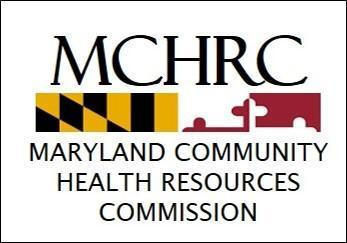 MCHRC
MARYLAND COMMUNITY
HEALTH RESOURCES
COMMISSION